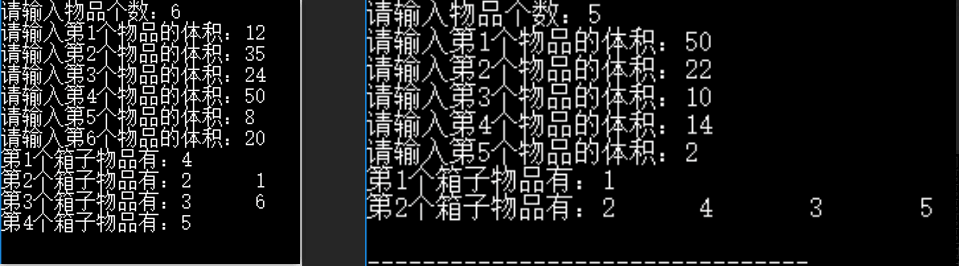 请输入物品个数：6
请输入第1个物品的体积：12
请输入第2个物品的体积：35
请输入第3个物品的体积：24
请输入第4个物品的体积：50
请输入第5个物品的体积：8
请输入第6个物品的体积：20
第1个箱子物品有：4
第2个箱子物品有：2 1
第3个箱子物品有：3 6
第4个箱子物品有：5
请输入物品个数：5
请输入第1个物品的体积：50
请输入第2个物品的体积：22
请输入第3个物品的体积：10
请输入第4个物品的体积：14
请输入第5个物品的体积：2
第1个箱子物品有：1
第2个箱子物品有：2 4 3 5
--------------------------------